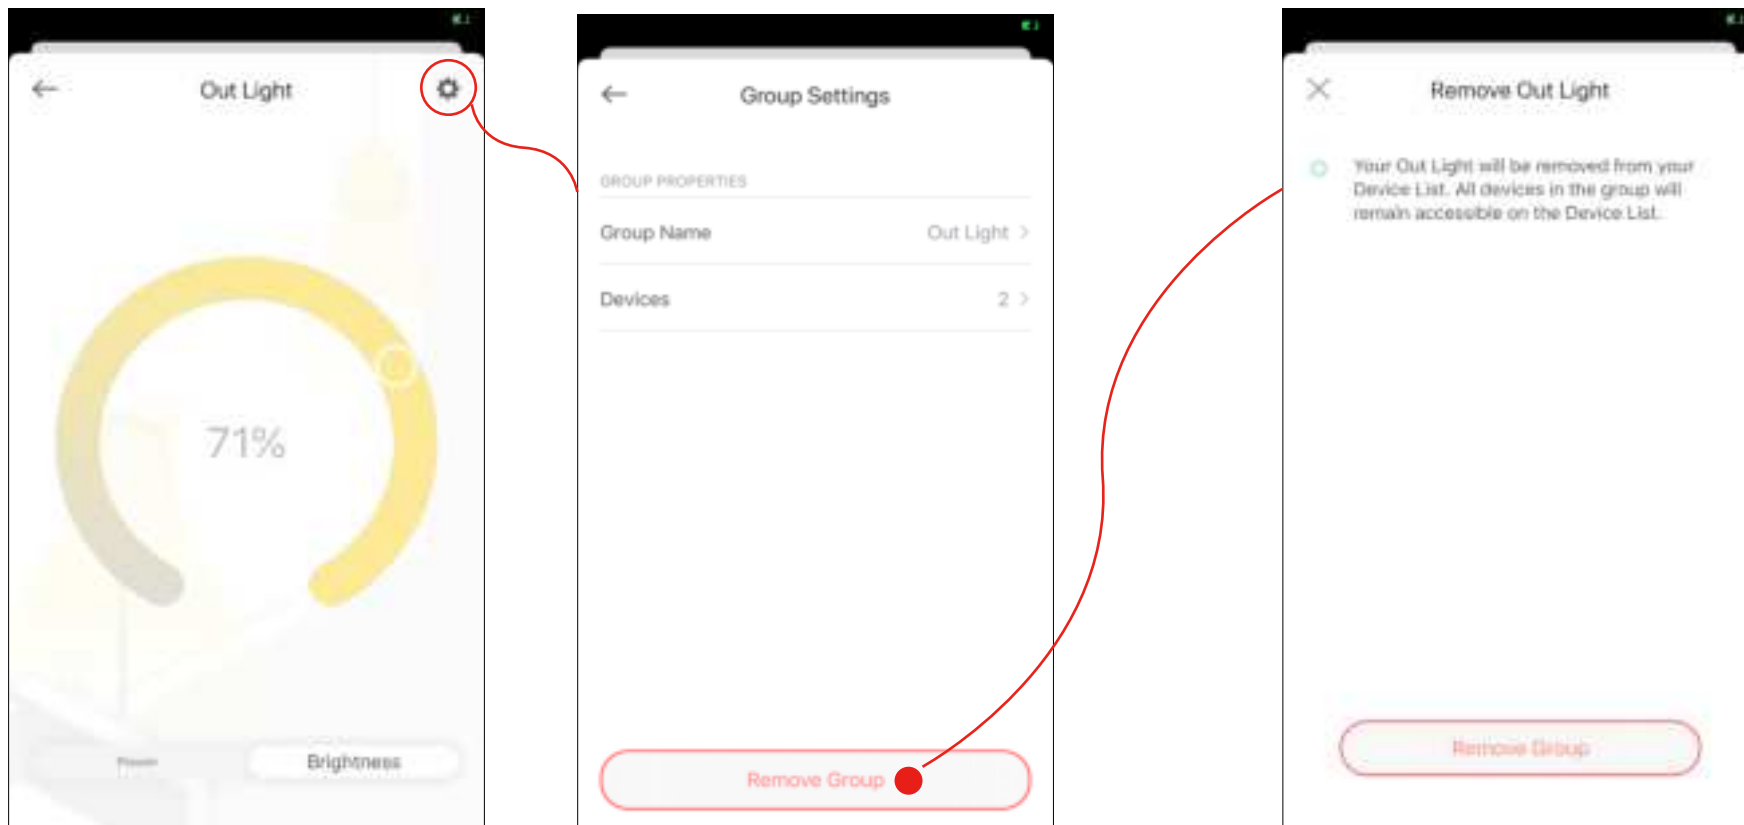 Out Light
71%
Power
Brightness
Group Settings
GROUP PROPERTIES
Group Name
Out Light >
Devices
2 >
Remove Group
Remove Out Light
Your Out Light will be removed from your
Device List. All devices in the group will
remain accessible on the Device List.
Remove Group